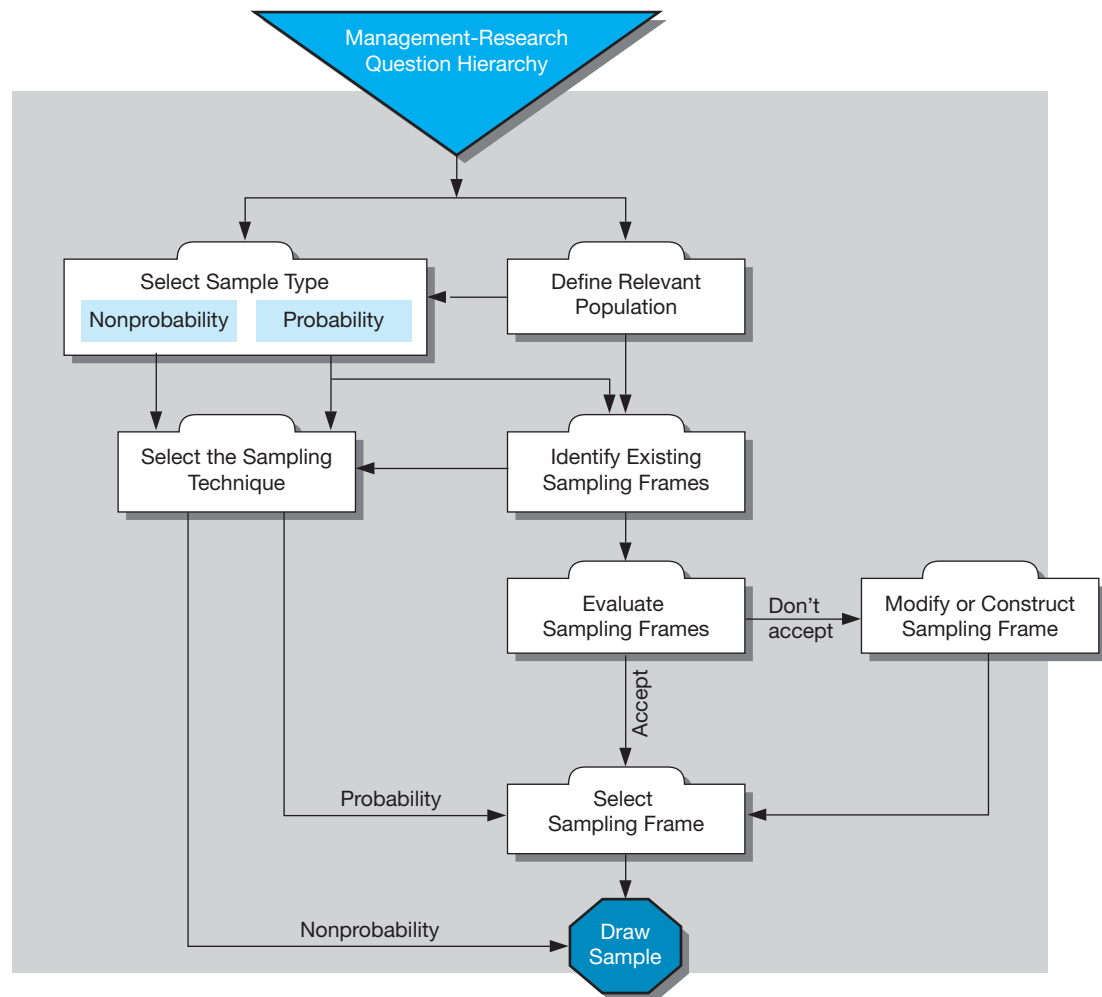 Management-Research
Question Hierarchy
Select Sample Type
Nonprobability
Probability
Define Relevant
Population
Select the Sampling
Technique
Identify Existing
Sampling Frames
Evaluate
Sampling Frames
Don't
accept
Modify or Construct
Sampling Frame
Accept
Probability
Select
Sampling Frame
Nonprobability
Draw
Sample